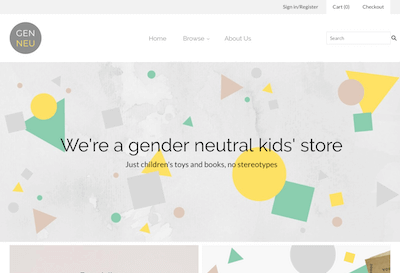 Sign in/Register Cart (0) Checkout
GEN
NEU
Home Browse About Us
Search
We're a gender neutral kids' store
Just children's toys and books, no stereotypes